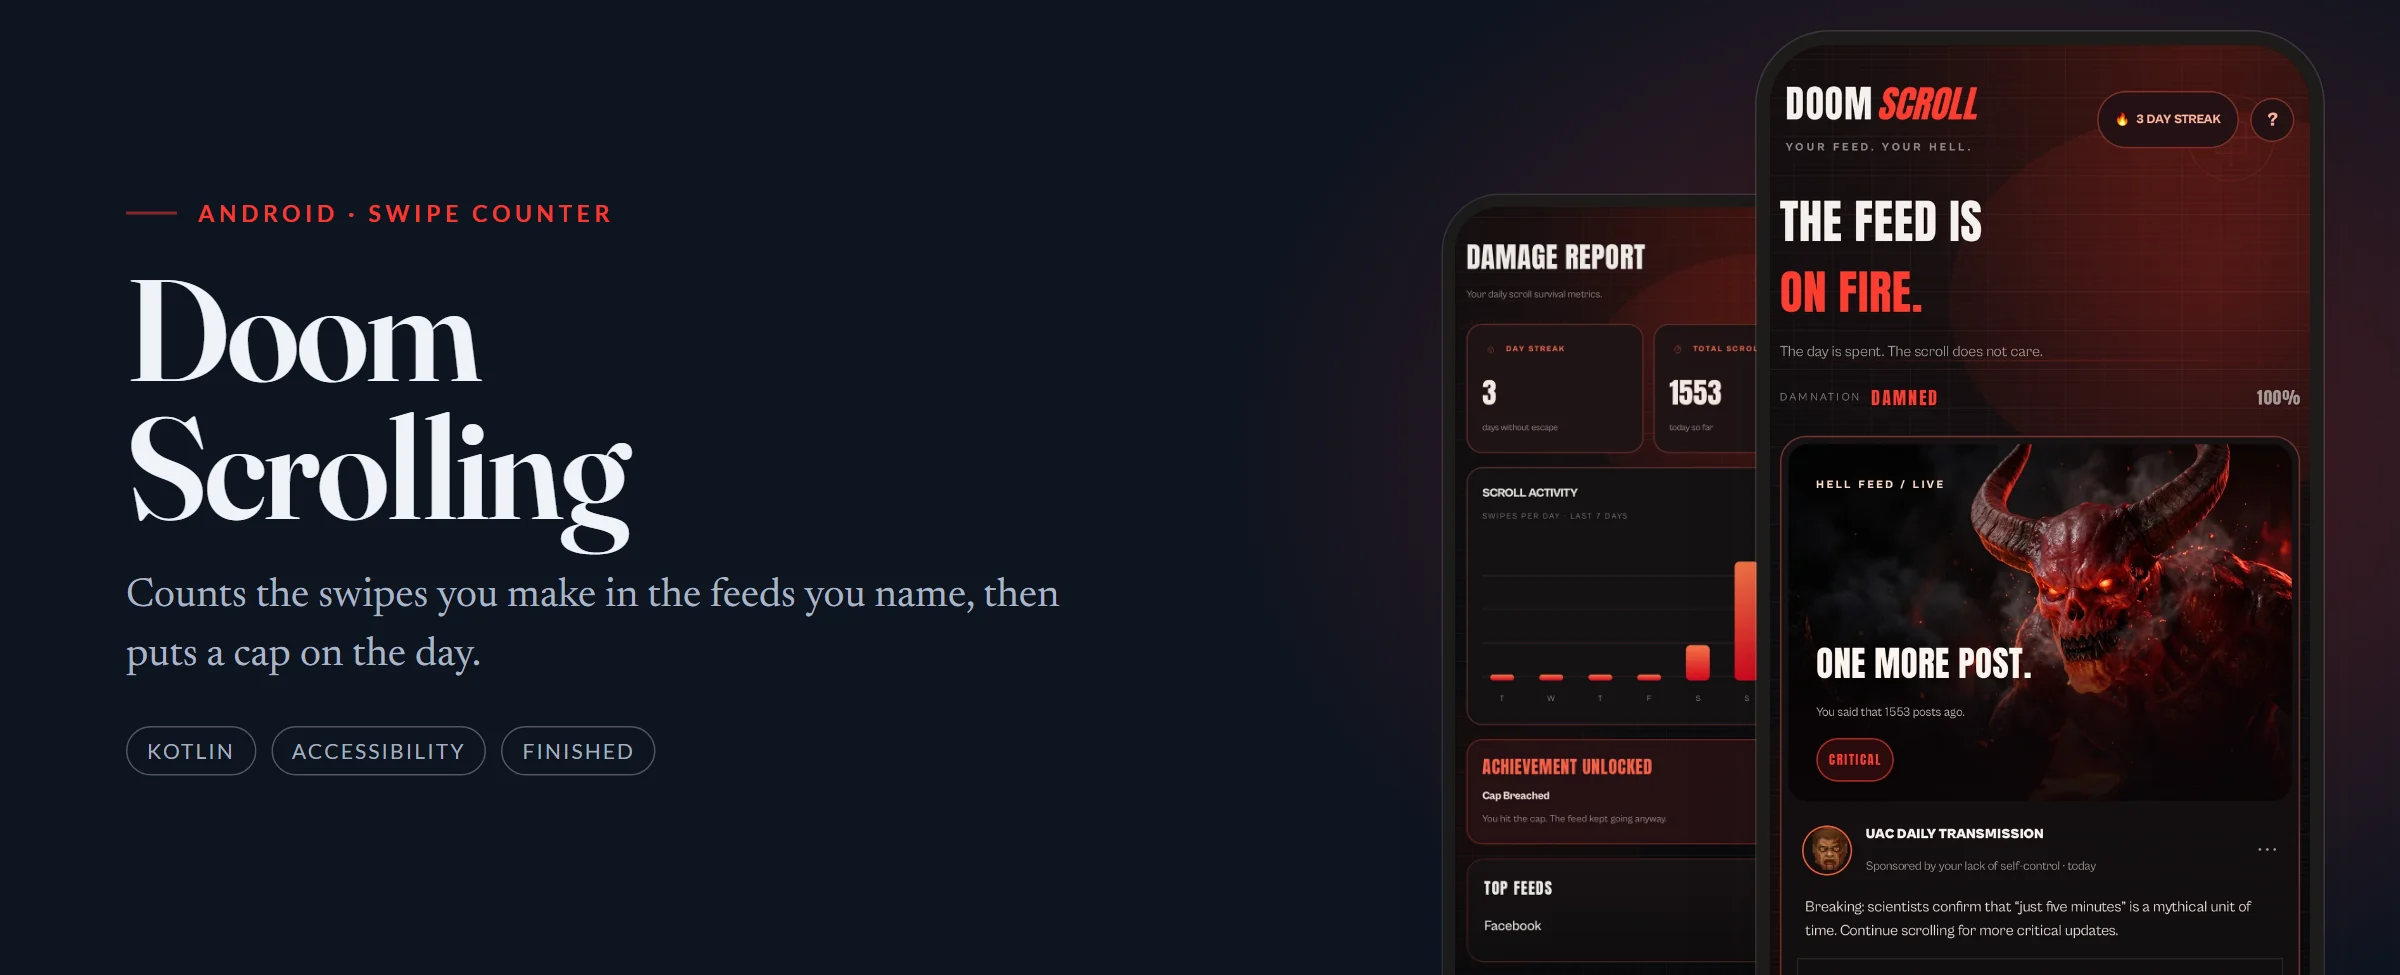 ANDROID · SWIPE COUNTER
Doom
Scrolling
Counts the swipes you make in the feeds you name, then
puts a cap on the day.
KOTLIN
ACCESSIBILITY
FINISHED
DAMAGE REPORT
Your daily scroll survival metrics.
DAY STREAK
3
days without escape
TOTAL SCROL
1553
today so far
SCROLL ACTIVITY
SWIPES PER DAY · LAST 7 DAYS
T W T F S S
ACHIEVEMENT UNLOCKED
Cap Breached
You hit the cap. The feed kept going anyway.
TOP FEEDS
Facebook
DOOM SCROLL
YOUR FEED. YOUR HELL.
🔥 3 DAY STREAK
?
THE FEED IS
ON FIRE.
The day is spent. The scroll does not care.
DAMNATION DAMNED 100%
HELL FEED / LIVE
ONE MORE POST.
You said that 1553 posts ago.
CRITICAL
UAC DAILY TRANSMISSION
Sponsored by your lack of self-control · today
...
Breaking: scientists confirm that “just five minutes” is a mythical unit of
time. Continue scrolling for more critical updates.